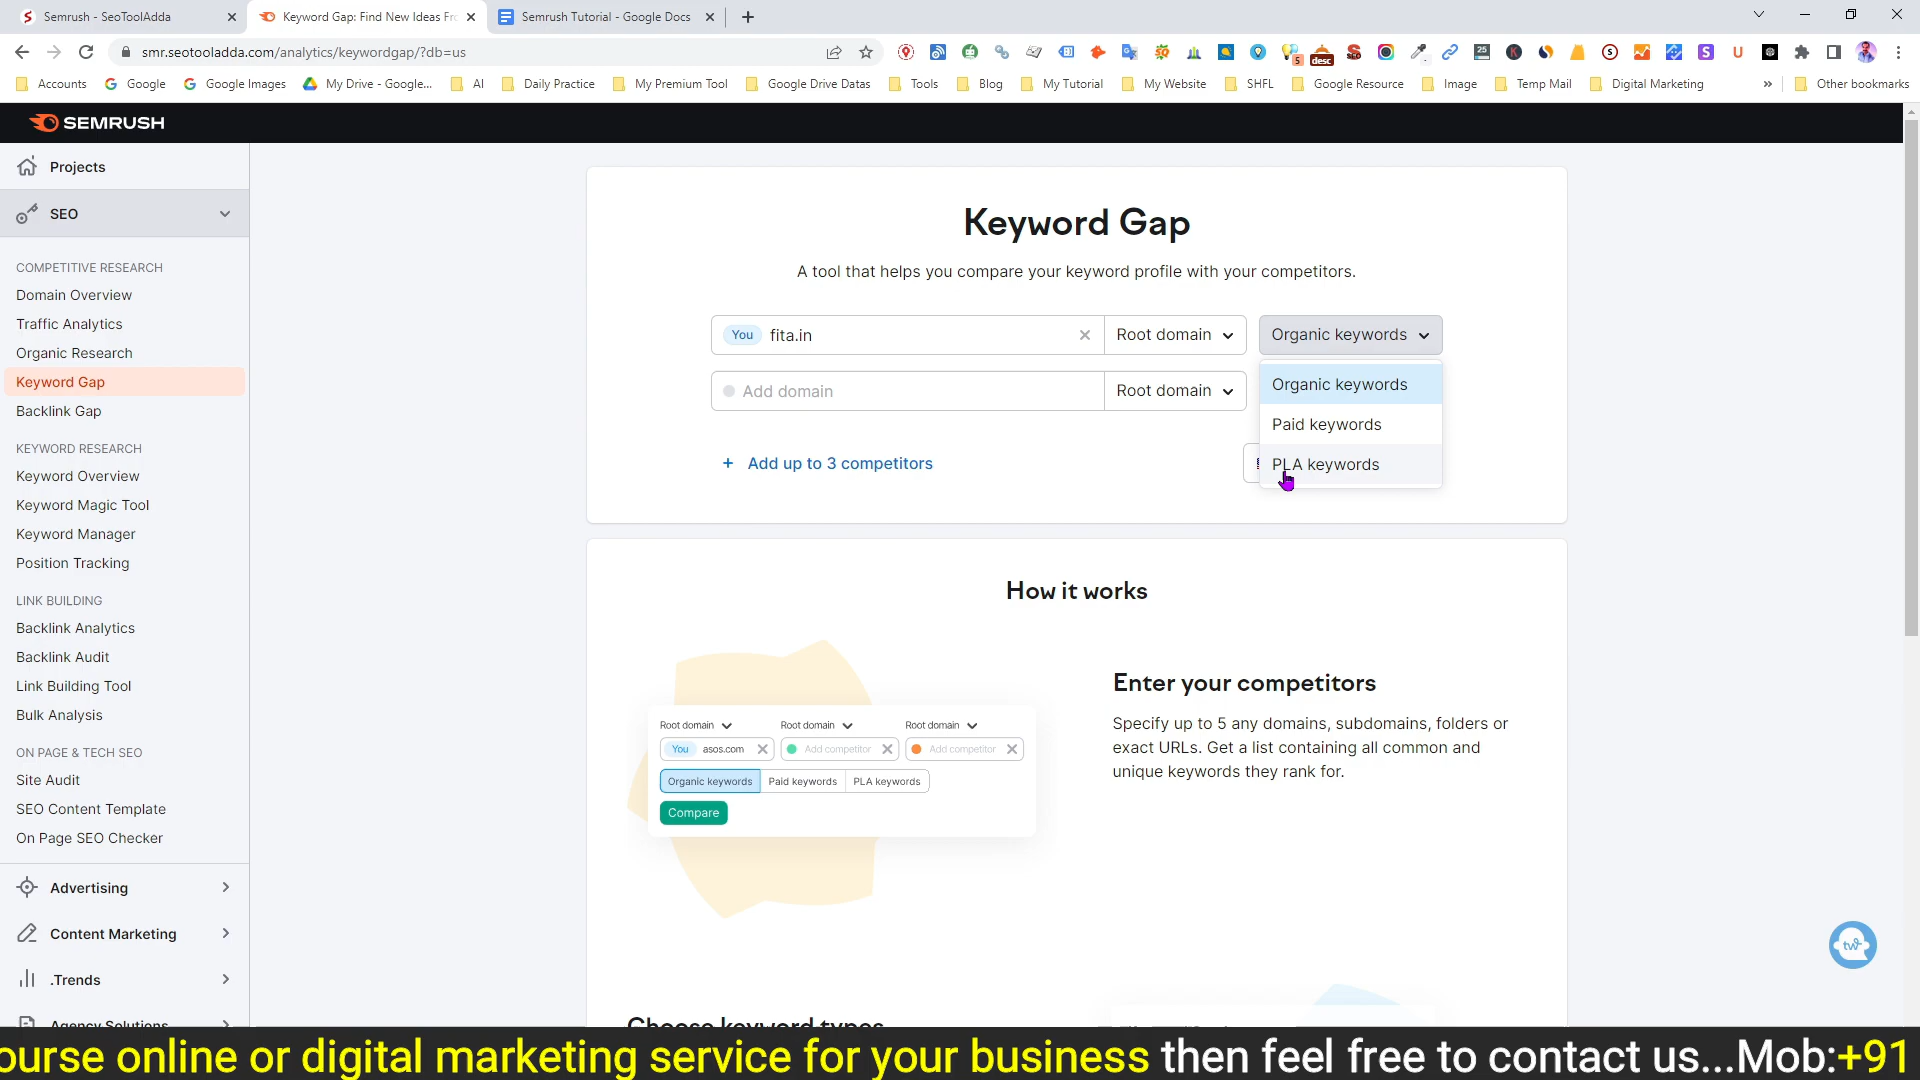 Semrush - SeoToolAdda
Keyword Gap: Find New Ideas Fr
Semrush Tutorial - Google Docs
smr.seotooladda.com/analytics/keywordgap/?db=us
Accounts
Google
Google Images
My Drive - Google...
AI
Daily Practice
My Premium Tool
Google Drive Datas
Tools
Blog
My Tutorial
My Website
SHFL
Google Resource
Image
Temp Mail
Digital Marketing
»
Other bookmarks
SEMRUSH
Projects
SEO
COMPETITIVE RESEARCH
Domain Overview
Traffic Analytics
Organic Research
Keyword Gap
Backlink Gap
KEYWORD RESEARCH
Keyword Overview
Keyword Magic Tool
Keyword Manager
Position Tracking
LINK BUILDING
Backlink Analytics
Backlink Audit
Link Building Tool
Bulk Analysis
ON PAGE & TECH SEO
Site Audit
SEO Content Template
On Page SEO Checker
Advertising
Content Marketing
.Trends
Agency Solutions
Keyword Gap
A tool that helps you compare your keyword profile with your competitors.
You fita.in
Root domain
Organic keywords
Add domain
Root domain
Organic keywords
Paid keywords
PLA keywords
+ Add up to 3 competitors
How it works
Root domain
Root domain
Root domain
You asos.com
Add competitor
Add competitor
Organic keywords
Paid keywords
PLA keywords
Compare
Enter your competitors
Specify up to 5 any domains, subdomains, folders or
exact URLs. Get a list containing all common and
unique keywords they rank for.
Choose keyword types
ourse online or digital marketing service for your business then feel free to contact us...Mob:+91